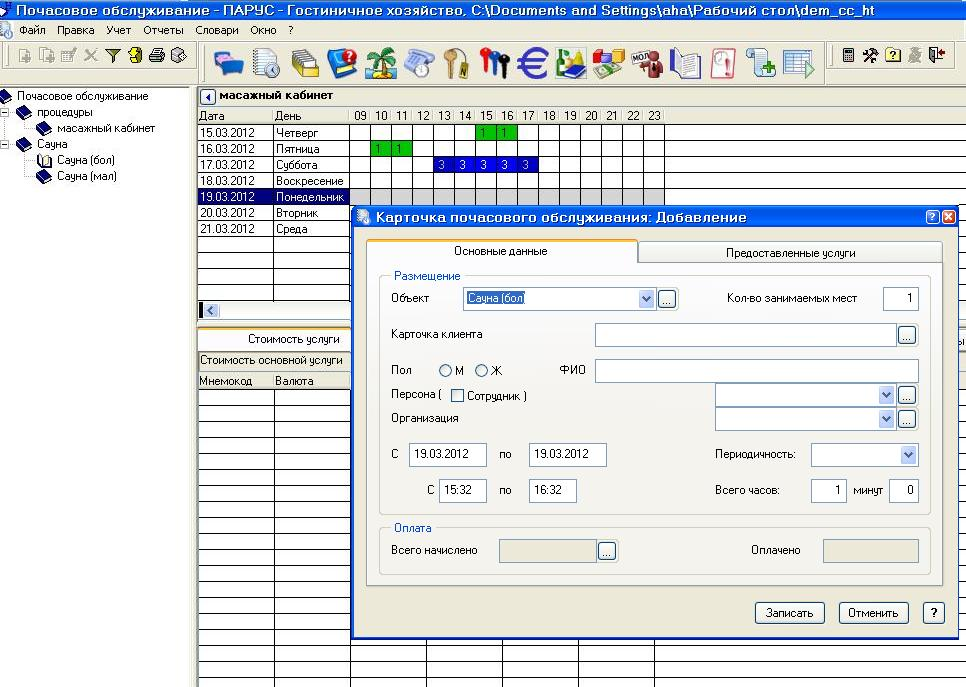 Почасовое обслуживание - ПАРУС - Гостиничное хозяйство, C:\Documents and Settings\aha\Рабочий стол\dem_cc_ht
Файл Правка Учет Отчеты Словари Окно ?
Почасовое обслуживание
процедуры
масажный кабинет
Сауна
Сауна (бол)
Сауна (мал)
масажный кабинет
Дата День 09 10 11 12 13 14 15 16 17 18 19 20 21 22 23
15.03.2012 Четверг 1 1
16.03.2012 Пятница 1 1
17.03.2012 Суббота 3 3 3 3 3
18.03.2012 Воскресение
19.03.2012 Понедельник
20.03.2012 Вторник
21.03.2012 Среда
Стоимость услуги
Стоимость основной услуги
Мнемокод Валюта
Карточка почасового обслуживания: Добавление
Основные данные Предоставленные услуги
Размещение
Объект Сауна (бол) ... Кол-во занимаемых мест 1
Карточка клиента ...
Пол М Ж ФИО
Персона ( Сотрудник ) ...
Организация ...
С 19.03.2012 по 19.03.2012 Периодичность:
С 15:32 по 16:32 Всего часов: 1 минут 0
Оплата
Всего начислено ... Оплачено
Записать Отменить ?